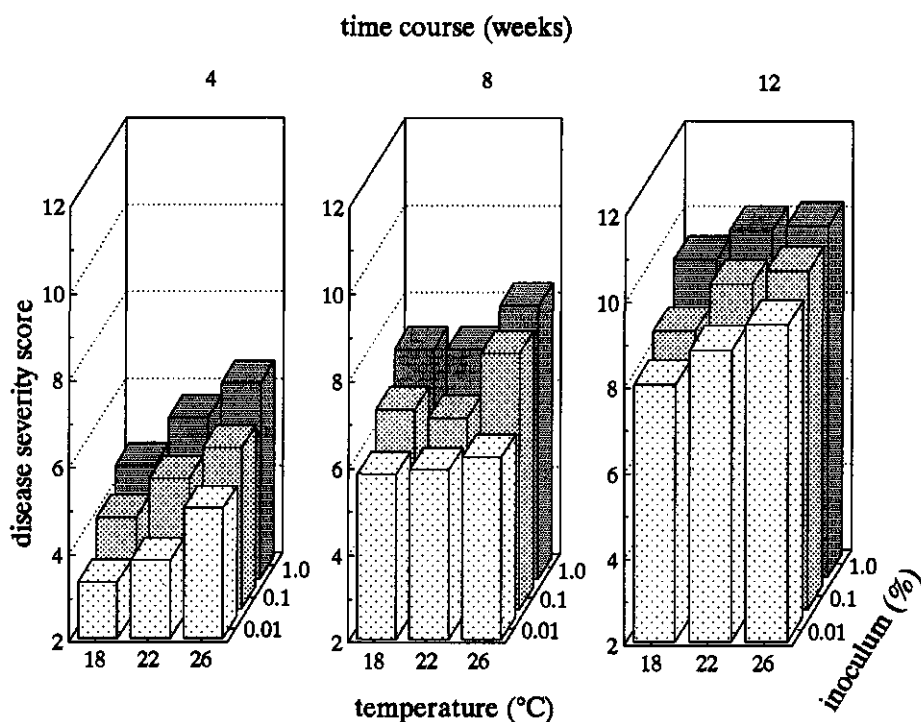 time course (weeks)
4 8 12
disease severity score
12 12 12
10 10 10
8 8 8
6 6 6
4 4 4
2 2 2
1.0 1.0 1.0
0.1 0.1 0.1
0.01 0.01 0.01
18 22 26 18 22 26 18 22 26
temperature (°C)
inoculum (%)